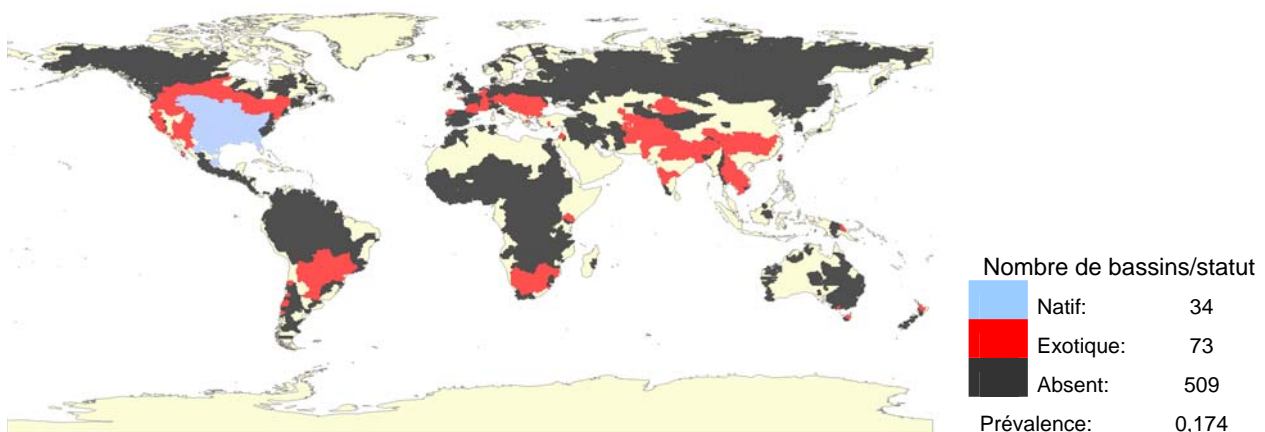 Nombre de bassins/statut
Natif: 34
Exotique: 73
Absent: 509
Prévalence: 0,174